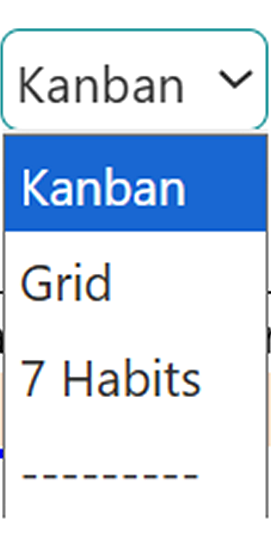 Kanban
Kanban
Grid
7 Habits
---------